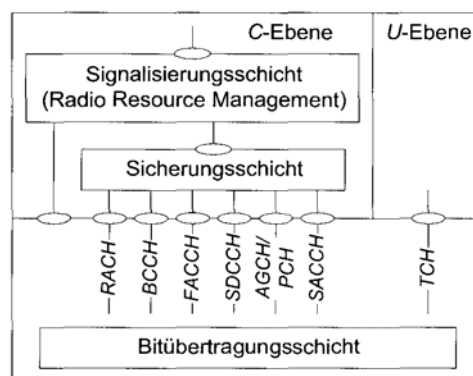 C-Ebene
U-Ebene
Signalisierungsschicht
(Radio Resource Management)
Sicherungsschicht
RACH
BCCH
FACCH
SDCCH
AGCH/
PCH
SACCH
TCH
Bitübertragungsschicht